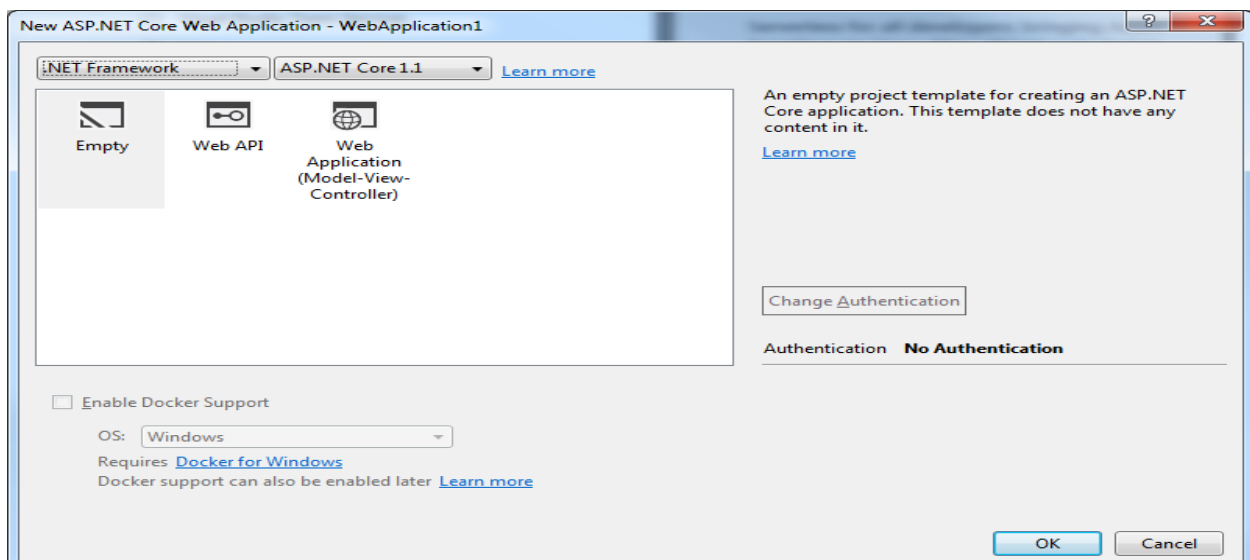 New ASP.NET Core Web Application - WebApplication1
.NET Framework
ASP.NET Core 1.1
Learn more
Empty
Web API
Web
Application
(Model-View-
Controller)
An empty project template for creating an ASP.NET
Core application. This template does not have any
content in it.
Learn more
Change Authentication
Authentication No Authentication
Enable Docker Support
OS: Windows
Requires Docker for Windows
Docker support can also be enabled later Learn more
OK
Cancel